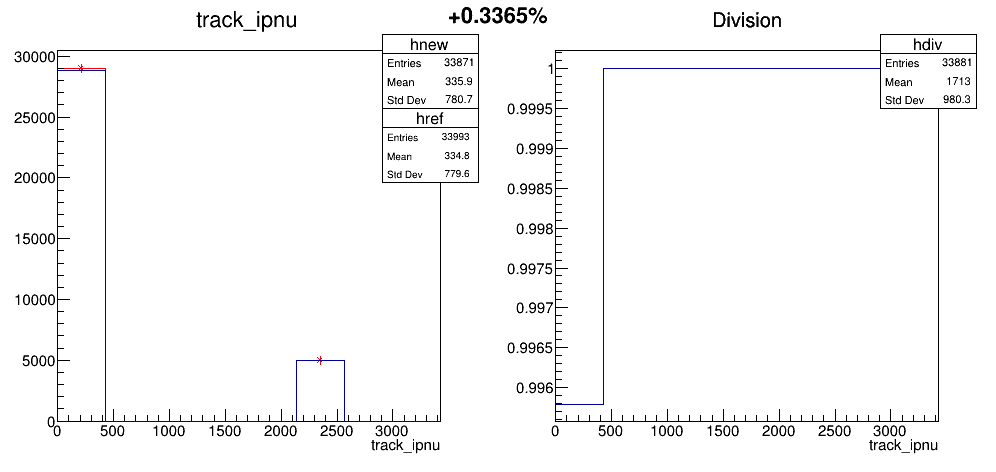 track_ipnu
+0.3365%
Division
hnew
Entries 33871
Mean 335.9
Std Dev 780.7
href
Entries 33993
Mean 334.8
Std Dev 779.6
30000
25000
20000
15000
10000
5000
0
0 500 1000 1500 2000 2500 3000
track_ipnu
hdiv
Entries 33881
Mean 1713
Std Dev 980.3
1
0.9995
0.999
0.9985
0.998
0.9975
0.997
0.9965
0.996
0 500 1000 1500 2000 2500 3000
track_ipnu